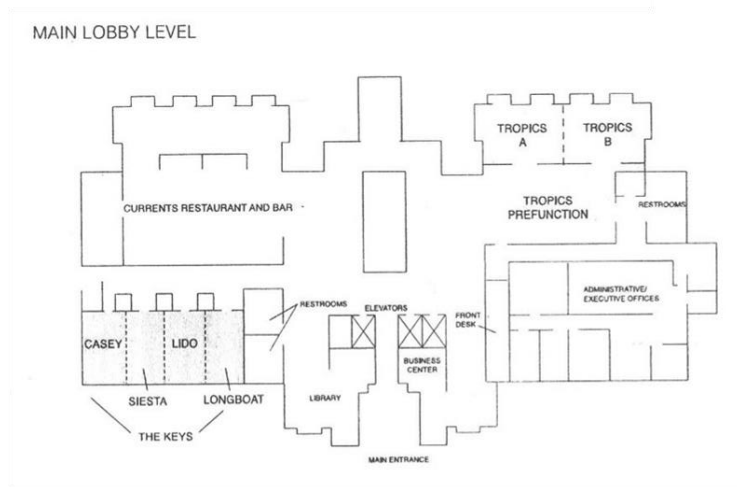 MAIN LOBBY LEVEL
TROPICS
A
TROPICS
B
CURRENTS RESTAURANT AND BAR
TROPICS
PREFUNCTION
RESTROOMS
RESTROOMS
ELEVATORS
FRONT
DESK
ADMINISTRATIVE/
EXECUTIVE OFFICES
CASEY
LIDO
BUSINESS
CENTER
SIESTA
LONGBOAT
LIBRARY
THE KEYS
MAIN ENTRANCE